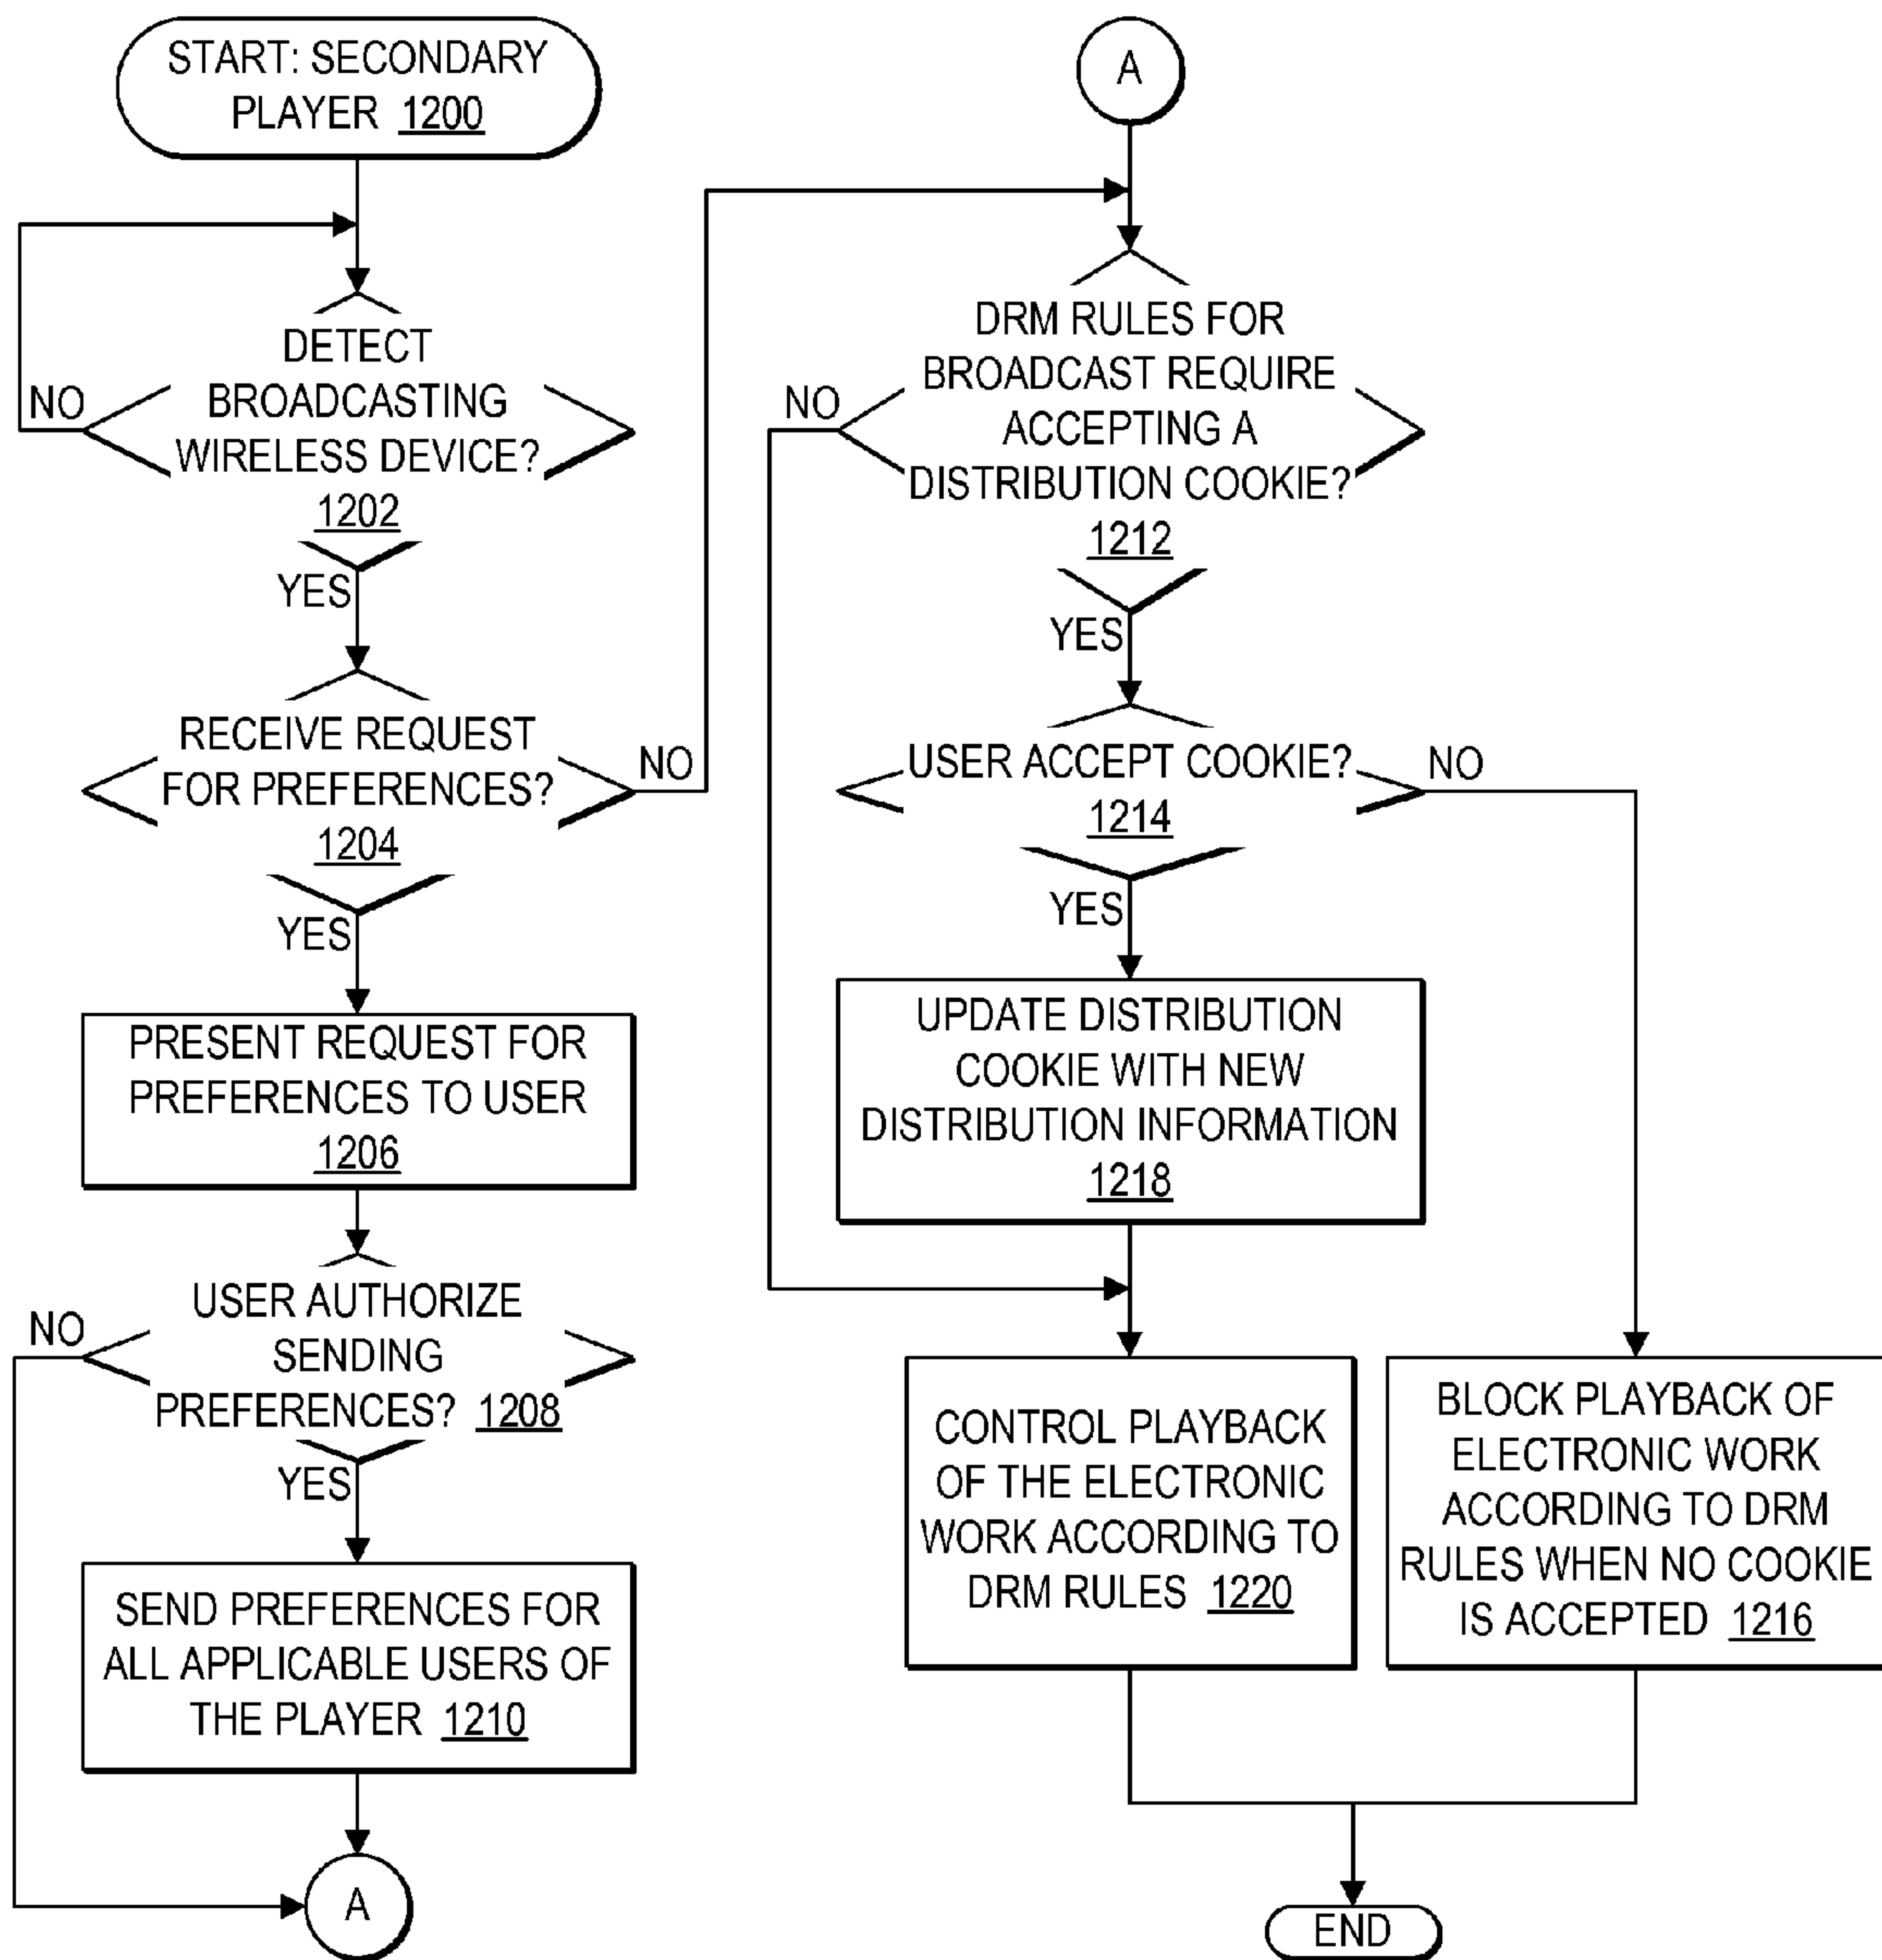 START: SECONDARY
PLAYER 1200
NO
DETECT
BROADCASTING
WIRELESS DEVICE?
1202
YES
RECEIVE REQUEST
FOR PREFERENCES?
1204
NO
YES
PRESENT REQUEST FOR
PREFERENCES TO USER
1206
NO
USER AUTHORIZE
SENDING
PREFERENCES? 1208
YES
SEND PREFERENCES FOR
ALL APPLICABLE USERS OF
THE PLAYER 1210
A
A
DRM RULES FOR
BROADCAST REQUIRE
ACCEPTING A
DISTRIBUTION COOKIE?
1212
NO
YES
USER ACCEPT COOKIE?
1214
NO
YES
UPDATE DISTRIBUTION
COOKIE WITH NEW
DISTRIBUTION INFORMATION
1218
CONTROL PLAYBACK
OF THE ELECTRONIC
WORK ACCORDING TO
DRM RULES 1220
BLOCK PLAYBACK OF
ELECTRONIC WORK
ACCORDING TO DRM
RULES WHEN NO COOKIE
IS ACCEPTED 1216
END